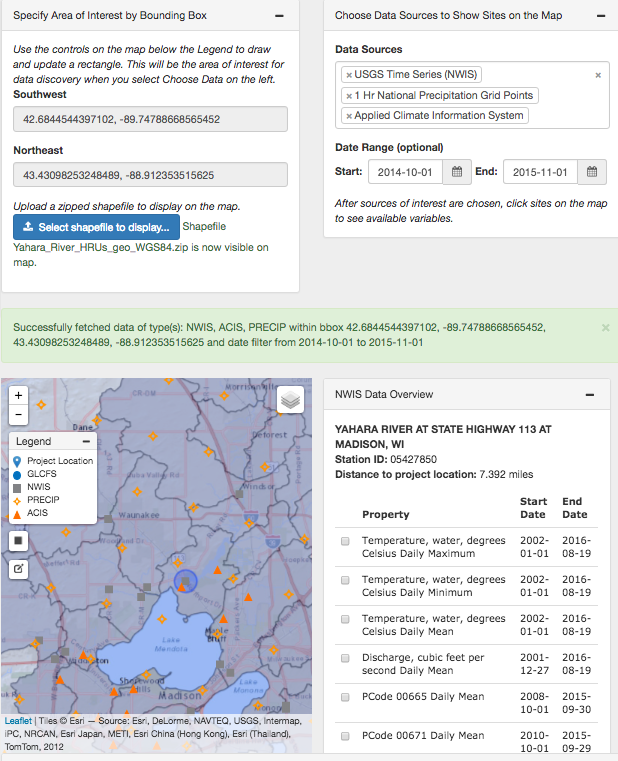 Specify Area of Interest by Bounding Box
Use the controls on the map below the Legend to draw
and update a rectangle. This will be the area of interest for
data discovery when you select Choose Data on the left.
Southwest
42.6844544397102, -89.74788668565452
Northeast
43.43098253248489, -88.912353515625
Upload a zipped shapefile to display on the map.
Select shapefile to display... Shapefile
Yahara_River_HRUs_geo_WGS84.zip is now visible on
map.
Choose Data Sources to Show Sites on the Map
Data Sources
× USGS Time Series (NWIS)
× 1 Hr National Precipitation Grid Points
× Applied Climate Information System
Date Range (optional)
Start: 2014-10-01 End: 2015-11-01
After sources of interest are chosen, click sites on the map
to see available variables.
Successfully fetched data of type(s): NWIS, ACIS, PRECIP within bbox 42.6844544397102, -89.74788668565452,
43.43098253248489, -88.912353515625 and date filter from 2014-10-01 to 2015-11-01
+
−
Legend
Project Location
GLCFS
NWIS
PRECIP
ACIS
Dane
Deforest
Windsor
Waunakee
Lake
Mendota
Maple
Bluff
Middleton
Shorewood
Hills
Madison
Lake
Monona
Leaflet | Tiles © Esri — Source: Esri, DeLorme, NAVTEQ, USGS, Intermap,
iPC, NRCAN, Esri Japan, METI, Esri China (Hong Kong), Esri (Thailand),
TomTom, 2012
NWIS Data Overview
YAHARA RIVER AT STATE HIGHWAY 113 AT
MADISON, WI
Station ID: 05427850
Distance to project location: 7.392 miles
Property Start Date End Date
Temperature, water, degrees 2002- 2016-
Celsius Daily Maximum 01-01 08-19
Temperature, water, degrees 2002- 2016-
Celsius Daily Minimum 01-01 08-19
Temperature, water, degrees 2002- 2016-
Celsius Daily Mean 01-01 08-19
Discharge, cubic feet per 2001- 2016-
second Daily Mean 12-27 08-19
PCode 00665 Daily Mean 2008- 2015-
10-01 09-30
PCode 00671 Daily Mean 2010- 2015-
10-01 09-29